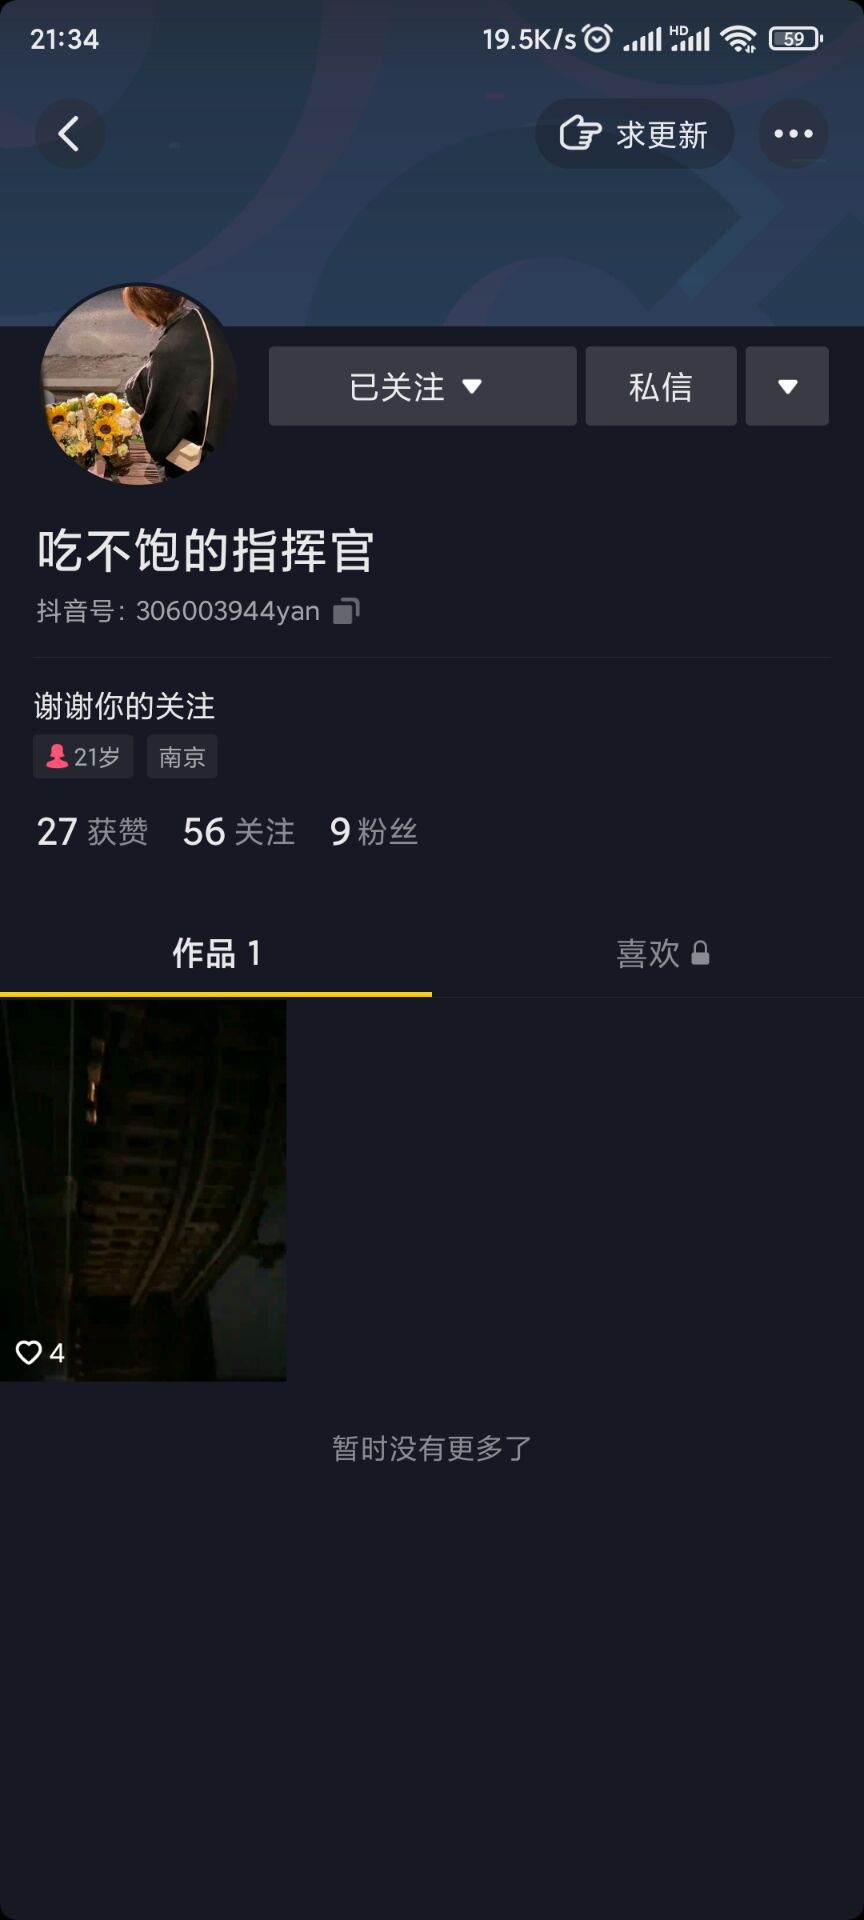 21:34 19.5K/s HD 59
求更新
已关注 私信
吃不饱的指挥官
抖音号: 306003944yan
谢谢你的关注
21岁 南京
27 获赞 56 关注 9 粉丝
作品 1 喜欢
4
暂时没有更多了